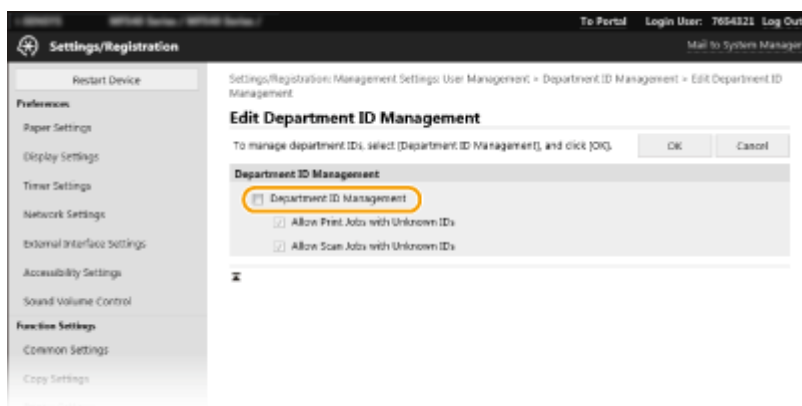 To Portal Login User: 7654321 Log Out
Settings/Registration
Mail to System Manager
Restart Device
Preferences
Paper Settings
Display Settings
Timer Settings
Network Settings
External Interface Settings
Accessibility Settings
Sound Volume Control
Function Settings
Common Settings
Copy Settings
Settings/Registration: Management Settings: User Management > Department ID Management > Edit Department ID
Management
Edit Department ID Management
To manage department IDs, select [Department ID Management], and click [OK].
OK
Cancel
Department ID Management
Department ID Management
Allow Print Jobs with Unknown IDs
Allow Scan Jobs with Unknown IDs